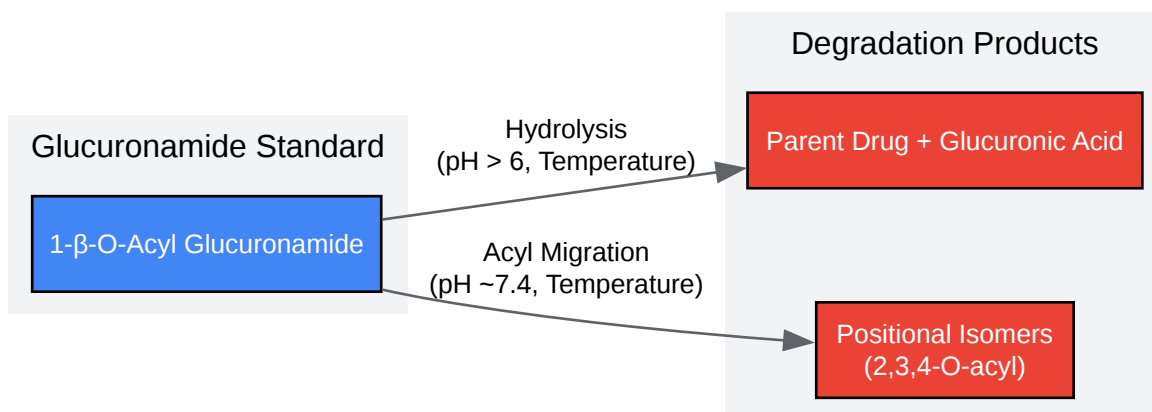 Degradation Products
Glucuronamide Standard
1-β-O-Acyl Glucuronamide
Hydrolysis
(pH > 6, Temperature)
Parent Drug + Glucuronic Acid
Acyl Migration
(pH ~7.4, Temperature)
Positional Isomers
(2,3,4-O-acyl)